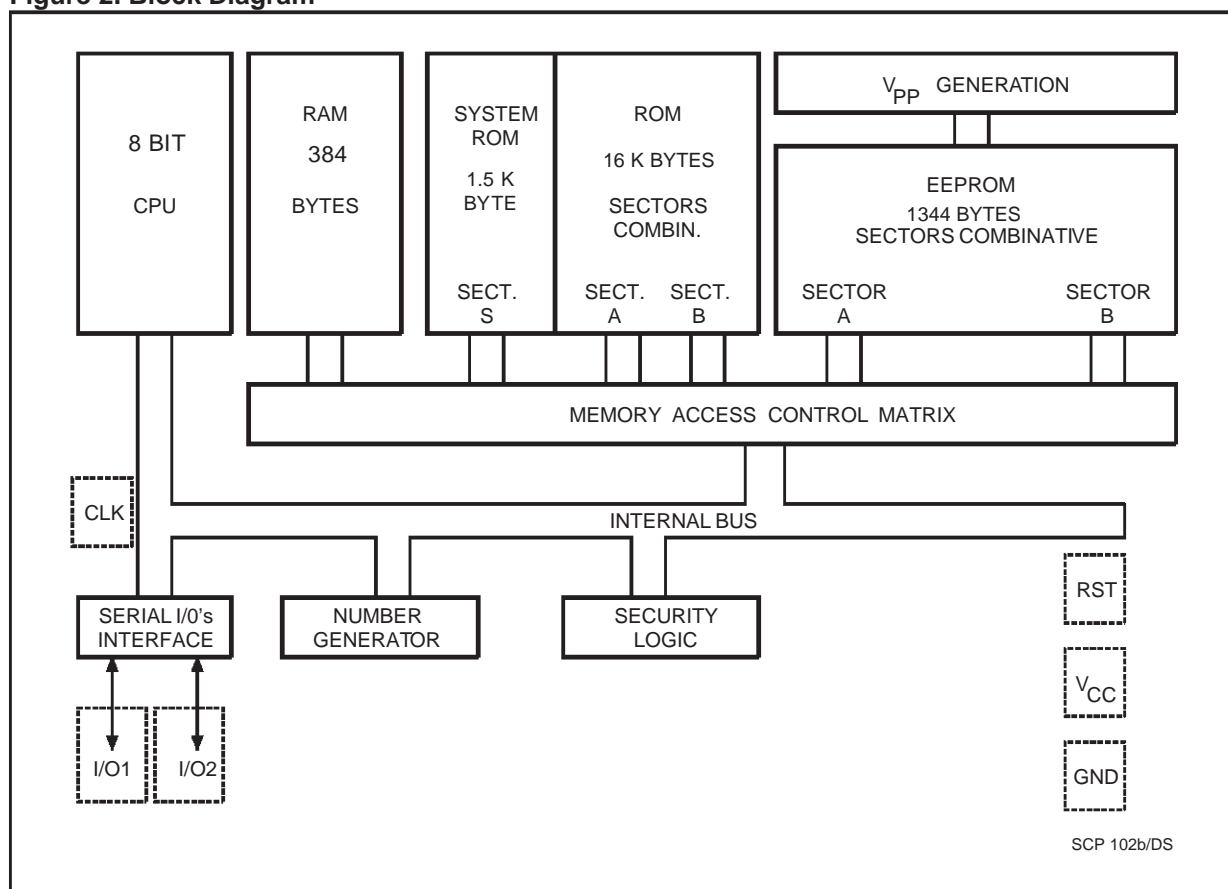 Figure 2. Block Diagram
8 BIT
CPU
RAM
384
BYTES
SYSTEM
ROM
1.5 K
BYTE
SECT.
S
ROM
16 K BYTES
SECTORS
COMBIN.
SECT.
A
SECT.
B
VPP GENERATION
EEPROM
1344 BYTES
SECTORS COMBINATIVE
SECTOR
A
SECTOR
B
MEMORY ACCESS CONTROL MATRIX
CLK
INTERNAL BUS
SERIAL I/0's
INTERFACE
NUMBER
GENERATOR
SECURITY
LOGIC
RST
VCC
GND
I/O1
I/O2
SCP 102b/DS